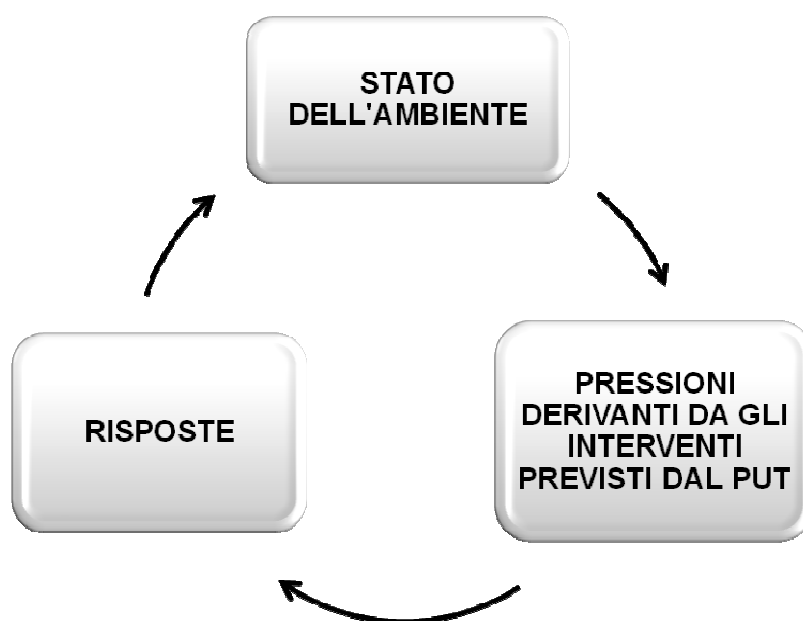 STATO
DELL'AMBIENTE
PRESSIONI
DERIVANTI DA GLI
INTERVENTI
PREVISTI DAL PUT
RISPOSTE